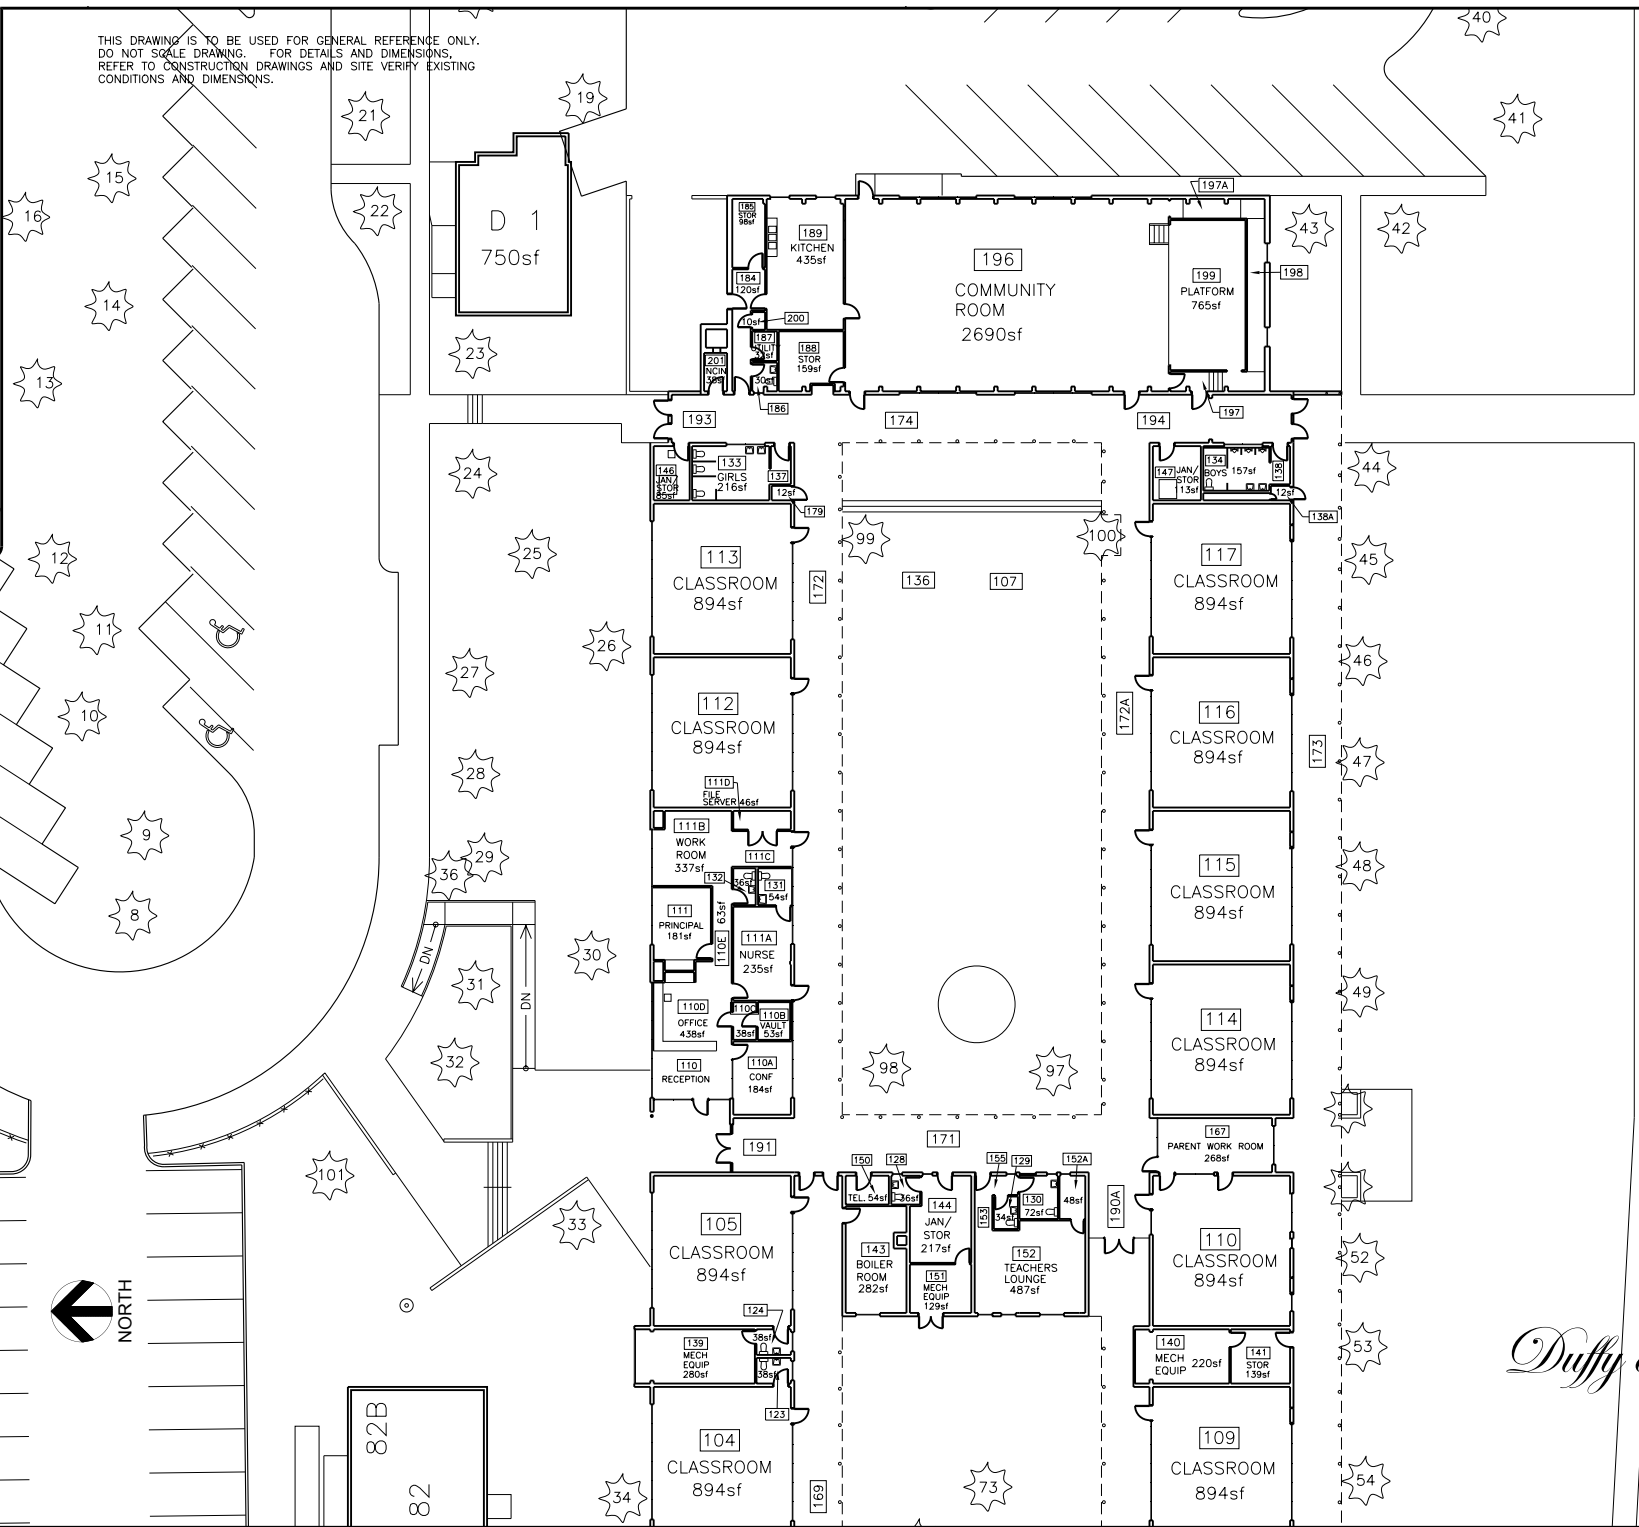 THIS DRAWING IS TO BE USED FOR GENERAL REFERENCE ONLY.
DO NOT SCALE DRAWING. FOR DETAILS AND DIMENSIONS,
REFER TO CONSTRUCTION DRAWINGS AND SITE VERIFY EXISTING
CONDITIONS AND DIMENSIONS.
40
19
21
41
15
16
22
14
13
23
24
12
25
11
26
27
10
28
9
29
36
8
30
31
32
DN
DN
101
33
34
NORTH
82B
82
D 1
750sf
185
STOR
98sf
184
120sf
189
KITCHEN
435sf
10sf
200
187
UTILITY
188
STOR
159sf
201
30sf
186
196
COMMUNITY
ROOM
2690sf
197A
199
PLATFORM
765sf
198
197
43
42
193
174
194
146
JAN/
STOR
85sf
133
GIRLS
216sf
137
12sf
179
147
JAN/
STOR
113sf
134
BOYS
157sf
138
12sf
138A
44
113
CLASSROOM
894sf
172
99
100
136
107
117
CLASSROOM
894sf
45
46
112
CLASSROOM
894sf
172A
116
CLASSROOM
894sf
173
47
111D
FILE
SERVER 46sf
111B
WORK
ROOM
337sf
111C
132
36sf
131
54sf
115
CLASSROOM
894sf
48
111
PRINCIPAL
181sf
110E
63sf
111A
NURSE
235sf
114
CLASSROOM
894sf
49
110D
OFFICE
438sf
110C
38sf
110B
VAULT
53sf
110
RECEPTION
110A
CONF
184sf
98
97
191
171
167
PARENT WORK ROOM
268sf
150
TEL. 54sf
128
36sf
155
129
152A
48sf
153
34sf
130
72sf
144
JAN/
STOR
217sf
190A
105
CLASSROOM
894sf
143
BOILER
ROOM
282sf
151
MECH
EQUIP
129sf
152
TEACHERS
LOUNGE
487sf
110
CLASSROOM
894sf
52
124
38sf
139
MECH
EQUIP
280sf
38sf
123
140
MECH
EQUIP
220sf
141
STOR
139sf
53
Duffy
104
CLASSROOM
894sf
169
73
109
CLASSROOM
894sf
54